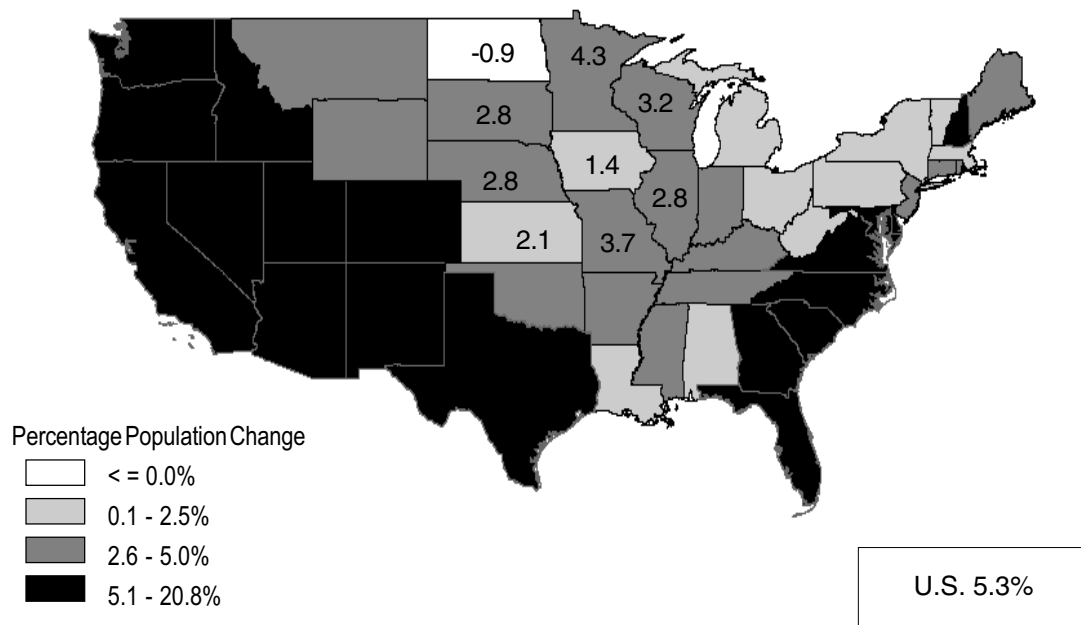 -0.9
4.3
2.8
3.2
1.4
2.8
2.8
2.1
3.7
Percentage Population Change
< = 0.0%
0.1 - 2.5%
2.6 - 5.0%
5.1 - 20.8%
U.S. 5.3%